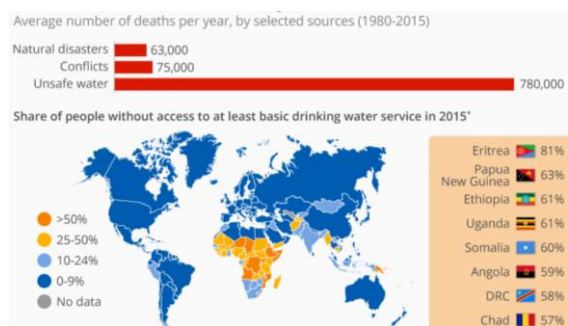 Average number of deaths per year, by selected sources (1980-2015)
Natural disasters 63,000
Conflicts 75,000
Unsafe water 780,000
Share of people without access to at least basic drinking water service in 2015*
>50%
25-50%
10-24%
0-9%
No data
Eritrea 81%
Papua
New Guinea 63%
Ethiopia 61%
Uganda 61%
Somalia 60%
Angola 59%
DRC 58%
Chad 57%